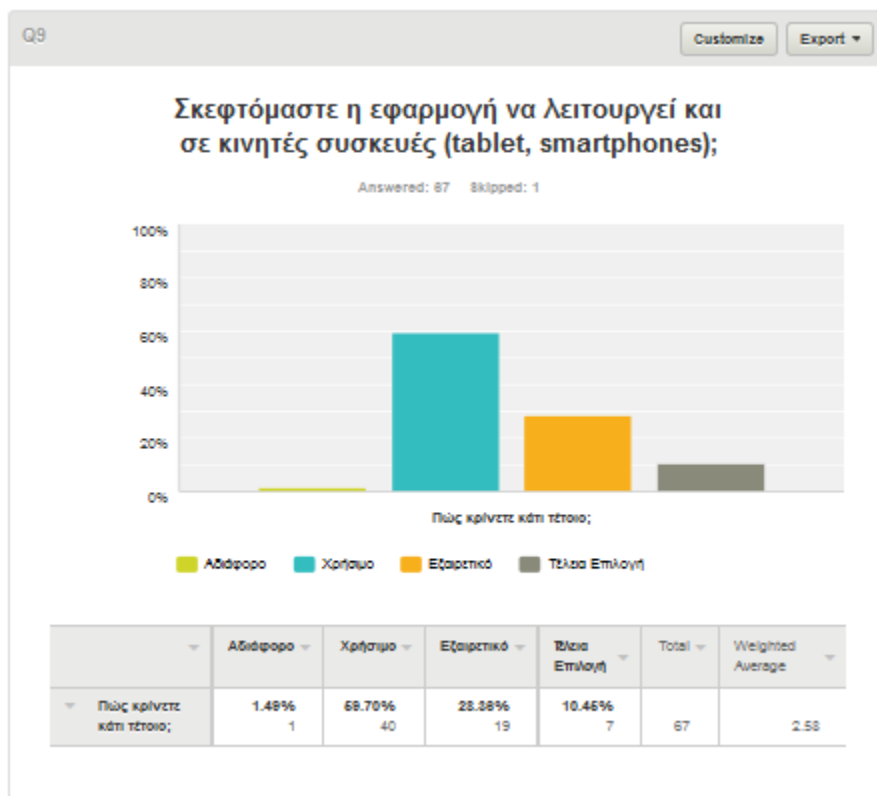 Q9
Customize Export
Σκεφτόμαστε η εφαρμογή να λειτουργεί και
σε κινητές συσκευές (tablet, smartphones);
Answered: 67 Skipped: 1
100%
80%
60%
40%
20%
0%
Πώς κρίνετε κάτι τέτοιο;
Αδιάφορο Χρήσιμο Εξαιρετικό Τέλεια Επιλογή
Αδιάφορο Χρήσιμο Εξαιρετικό Τέλεια Total Weighted
Επιλογή Average
Πώς κρίνετε 1.49% 59.70% 28.36% 10.45%
κάτι τέτοιο; 1 40 19 7 67